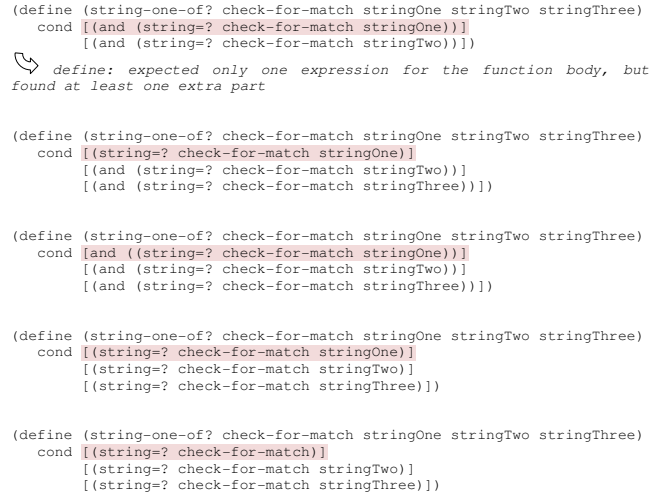 (define (string-one-of? check-for-match stringOne stringTwo stringThree)
cond [(and (string=? check-for-match stringOne))]
[(and (string=? check-for-match stringTwo))])
define: expected only one expression for the function body, but
found at least one extra part
(define (string-one-of? check-for-match stringOne stringTwo stringThree)
cond [(string=? check-for-match stringOne)]
[(and (string=? check-for-match stringTwo))]
[(and (string=? check-for-match stringThree))])
(define (string-one-of? check-for-match stringOne stringTwo stringThree)
cond [and ((string=? check-for-match stringOne))]
[(and (string=? check-for-match stringTwo))]
[(and (string=? check-for-match stringThree))])
(define (string-one-of? check-for-match stringOne stringTwo stringThree)
cond [(string=? check-for-match stringOne)]
[(string=? check-for-match stringTwo)]
[(string=? check-for-match stringThree)])
(define (string-one-of? check-for-match stringOne stringTwo stringThree)
cond [(string=? check-for-match)]
[(string=? check-for-match stringTwo)]
[(string=? check-for-match stringThree)])